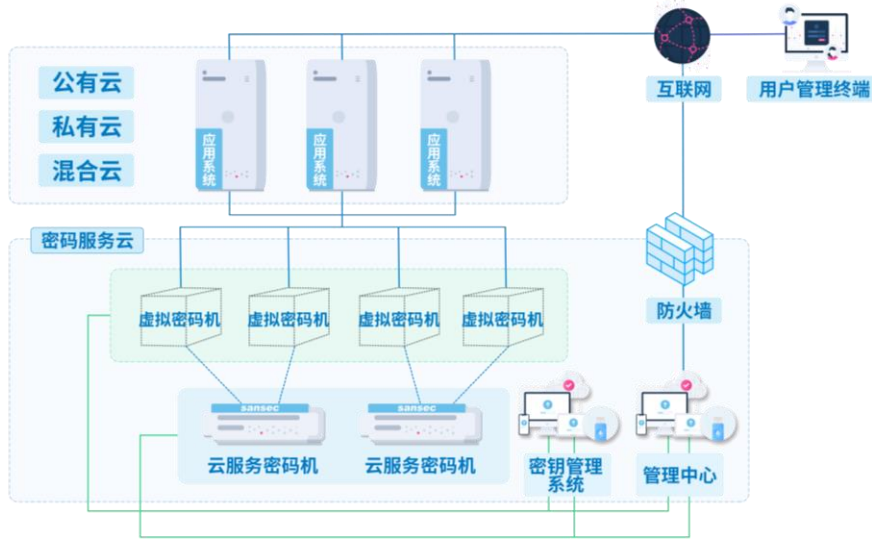 公有云
私有云
混合云
应用系统
应用系统
应用系统
互联网
用户管理终端
密码服务云
虚拟密码机
虚拟密码机
虚拟密码机
虚拟密码机
防火墙
sansec
sansec
云服务密码机
云服务密码机
密钥管理
系统
管理中心